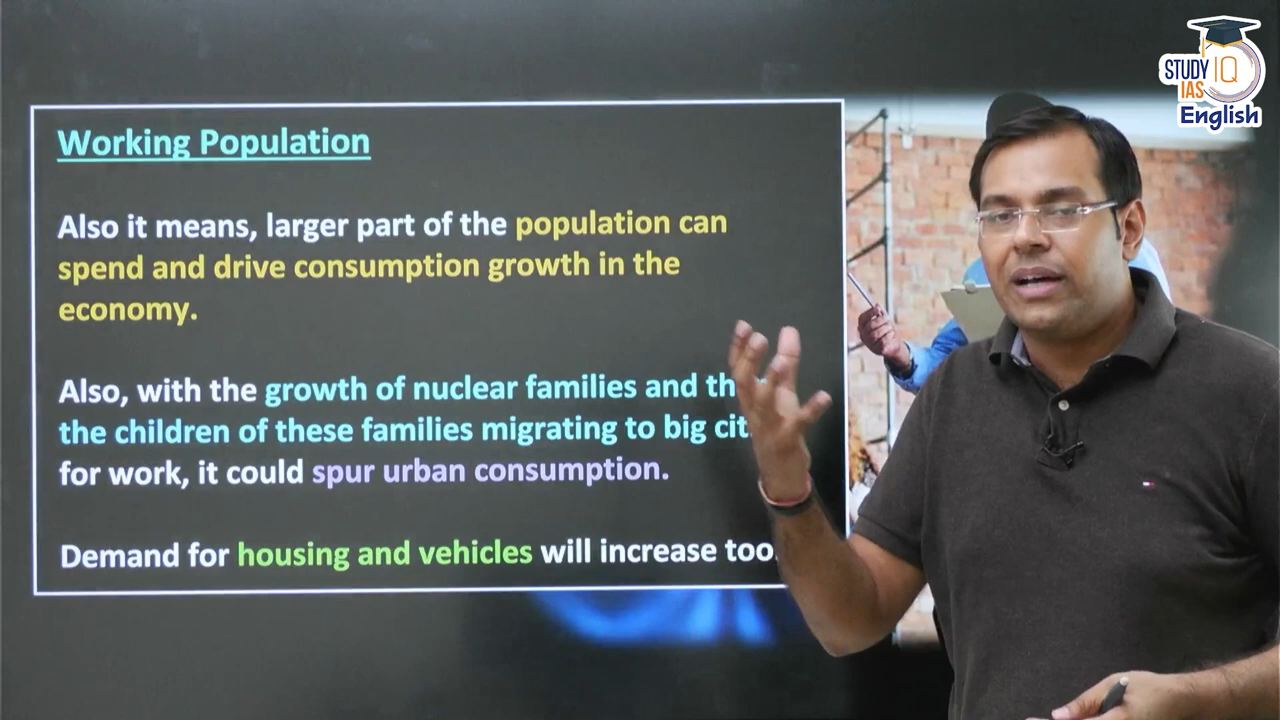 STUDY IQ
IAS
English
Working Population
Also it means, larger part of the population can
spend and drive consumption growth in the
economy.
Also, with the growth of nuclear families and
the children of these families migrating to big
for work, it could spur urban consumption.
Demand for housing and vehicles will increase too.